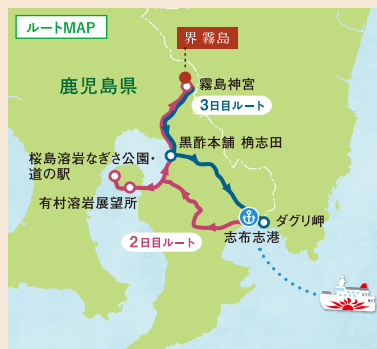 ルートMAP
界 霧島
鹿児島県
霧島神宮
3日目ルート
黒酢本舗 桷志田
桜島溶岩なぎさ公園・
道の駅
有村溶岩展望所
ダグリ岬
志布志港
2日目ルート